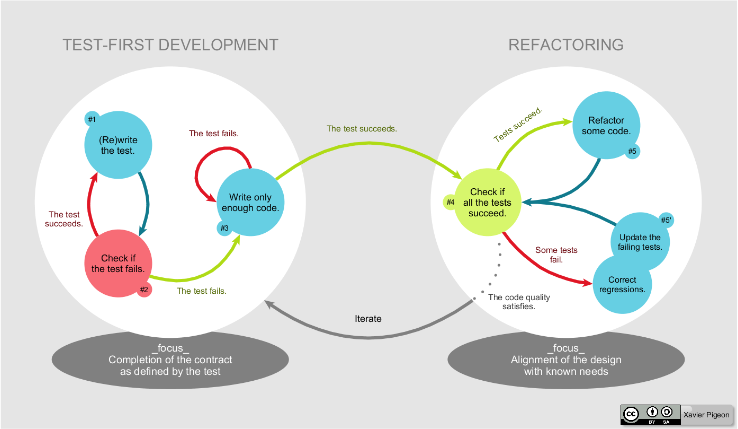 TEST-FIRST DEVELOPMENT
REFACTORING
#1
(Re)write
the test.
The test
succeeds.
Check if
the test fails.
#2
The test fails.
The test fails.
Write only
enough code.
#3
The test succeeds.
#4
Check if
all the tests
succeed.
Tests succeed.
Refactor
some code.
#5
#5'
Update the
failing tests.
Some tests
fail.
Correct
regressions.
The code quality
satisfies.
Iterate
_focus_
Completion of the contract
as defined by the test
_focus_
Alignment of the design
with known needs
cc
BY SA
Xavier Pigeon